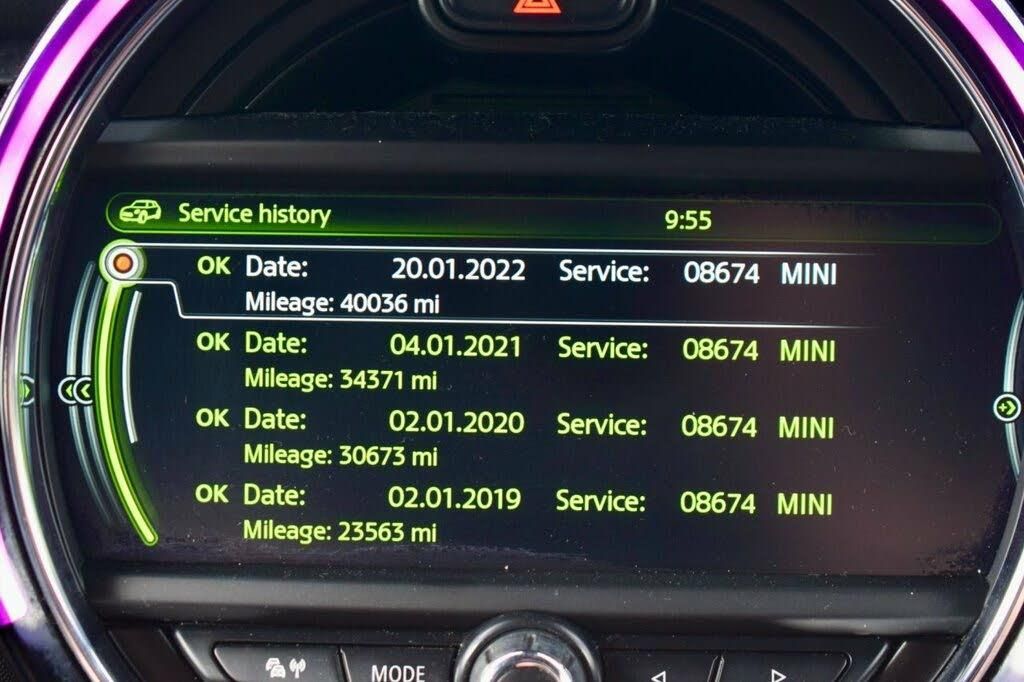 Service history 9:55
OK Date: 20.01.2022 Service: 08674 MINI
Mileage: 40036 mi
OK Date: 04.01.2021 Service: 08674 MINI
Mileage: 34371 mi
OK Date: 02.01.2020 Service: 08674 MINI
Mileage: 30673 mi
OK Date: 02.01.2019 Service: 08674 MINI
Mileage: 23563 mi
MODE